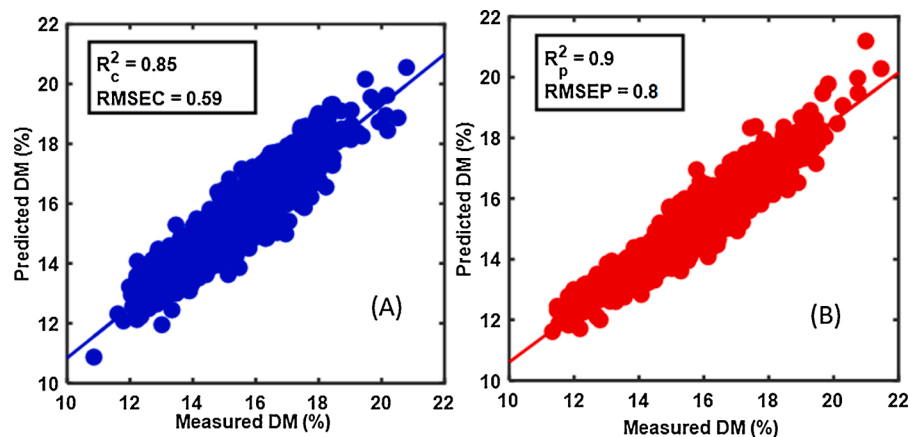 22
20
18
16
14
12
10
Predicted DM (%)
R²c = 0.85
RMSEC = 0.59
(A)
10 12 14 16 18 20 22
Measured DM (%)
22
20
18
16
14
12
10
Predicted DM (%)
R²p = 0.9
RMSEP = 0.8
(B)
10 12 14 16 18 20 22
Measured DM (%)